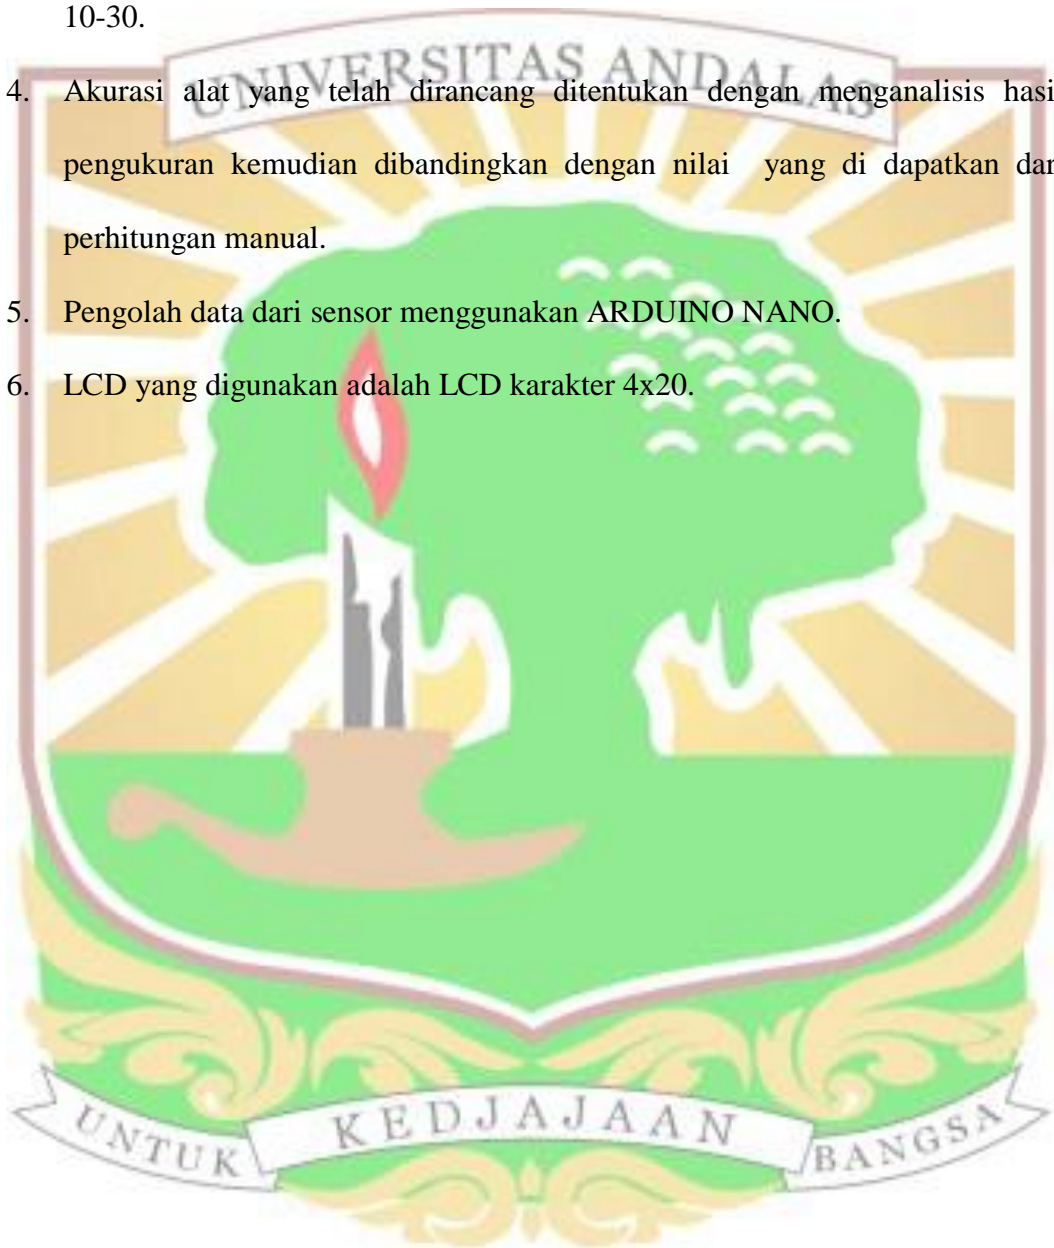 10-30.
UNIVERSITAS ANDALAS
4. Akurasi alat yang telah dirancang ditentukan dengan menganalisis hasi
pengukuran kemudian dibandingkan dengan nilai yang di dapatkan dar
perhitungan manual.
5. Pengolah data dari sensor menggunakan ARDUINO NANO.
6. LCD yang digunakan adalah LCD karakter 4x20.
UNTUK KEDJAJAAN BANGSA